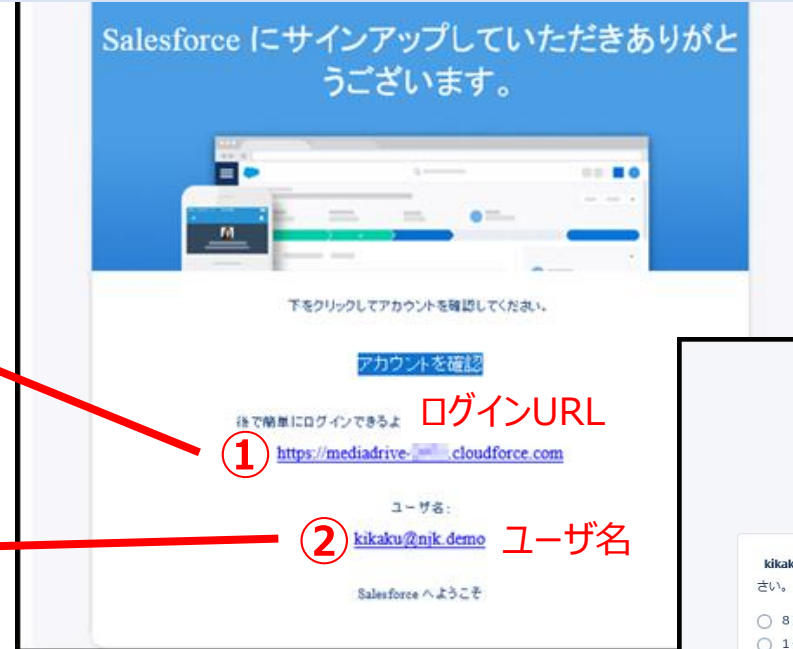 Salesforce にサインアップしていただきありがと
うございます。
下をクリックしてアカウントを確認してください。
アカウントを確認
後で簡単にログインできるよ ログインURL
① https://mediadrive- .cloudforce.com
ユーザ名:
② kikaku@njk.demo ユーザ名
Salesforce へようこそ
kikak
さい。
8
1